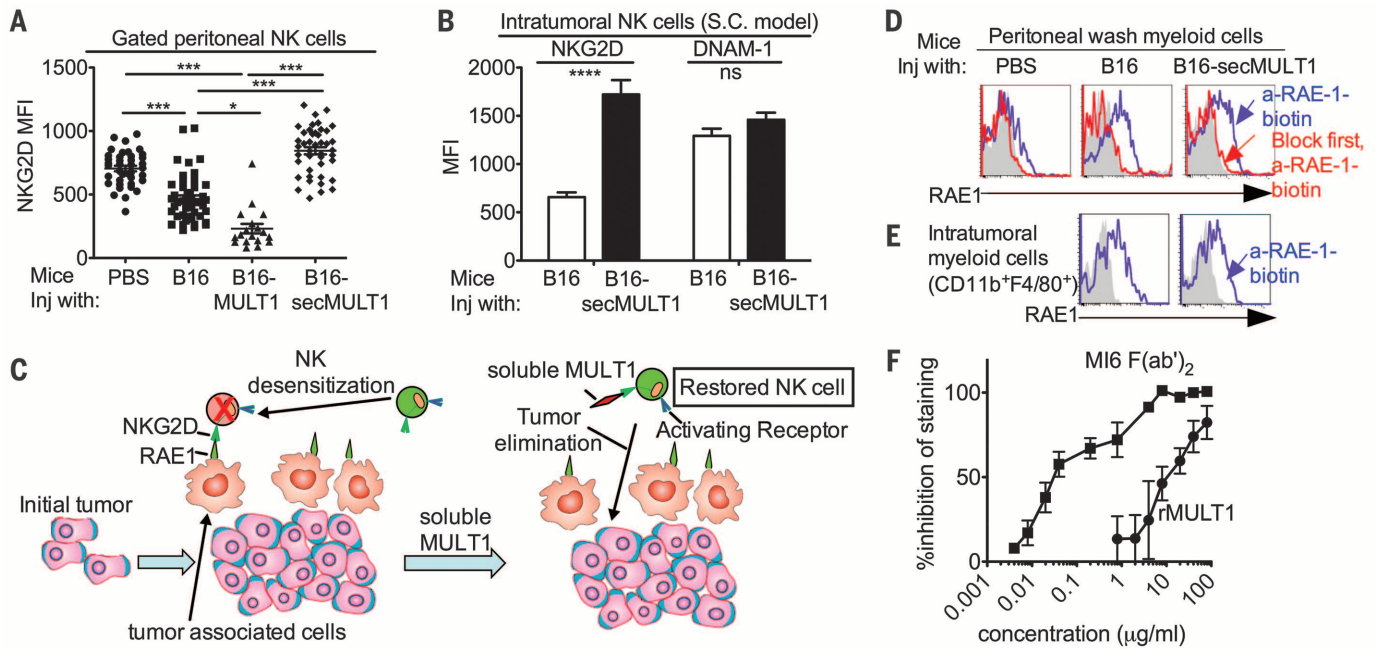 A
Gated peritoneal NK cells
NKG2D MFI
1500
1000
500
0
***
***
***
***
*
Mice
Inj with:
PBS
B16
B16-
MULT1
B16-
secMULT1
B
Intratumoral NK cells (S.C. model)
NKG2D
DNAM-1
****
ns
MFI
2000
1500
1000
500
0
Mice
Inj with:
B16
B16-
secMULT1
B16
B16-
secMULT1
C
NK
desensitization
NKG2D
RAE1
Initial tumor
tumor associated cells
soluble
MULT1
soluble MULT1
Restored NK cell
Tumor
elimination
Activating Receptor
D
Mice
Inj with:
Peritoneal wash myeloid cells
PBS
B16
B16-secMULT1
a-RAE-1-
biotin
Block first,
a-RAE-1-
biotin
RAE1
E
Intratumoral
myeloid cells
(CD11b⁺F4/80⁺)
a-RAE-1-
biotin
RAE1
F
MI6 F(ab')₂
%inhibition of staining
100
50
0
rMULT1
0.001
0.01
0.1
1
10
100
concentration (µg/ml)